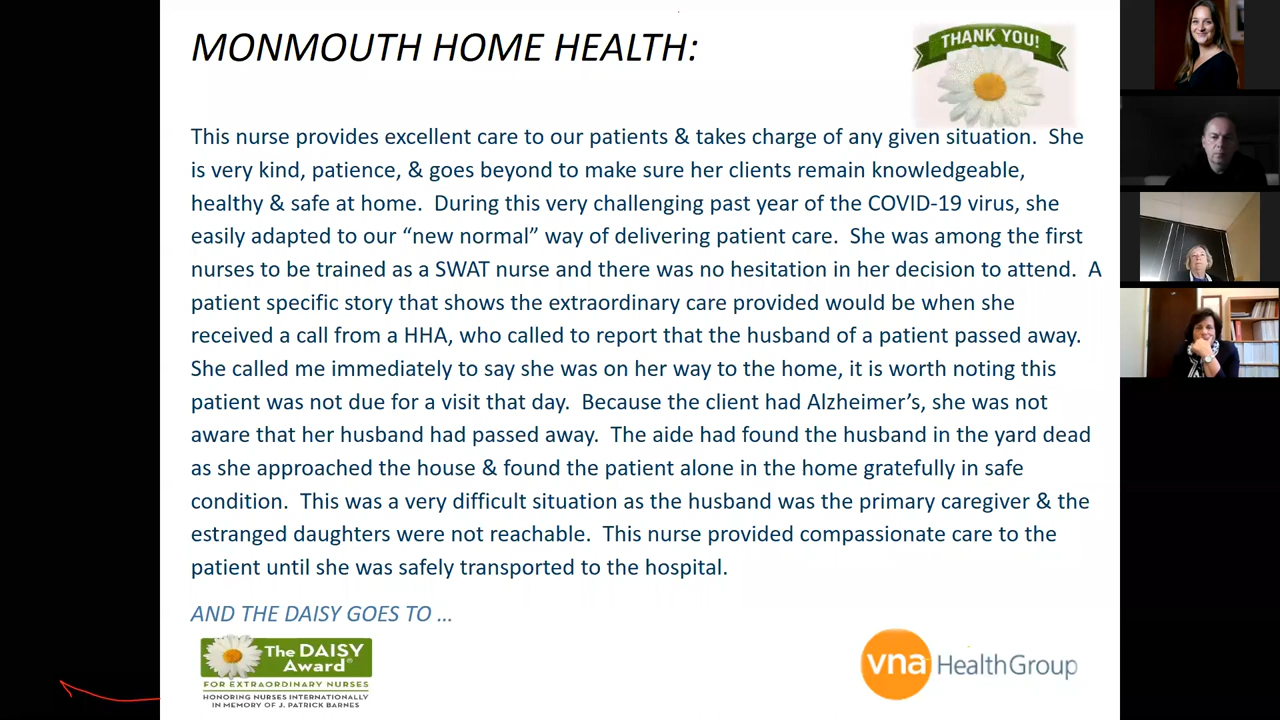 MONMOUTH HOME HEALTH:
THANK YOU!
This nurse provides excellent care to our patients & takes charge of any given situation.  She
is very kind, patience, & goes beyond to make sure her clients remain knowledgeable,
healthy & safe at home.  During this very challenging past year of the COVID-19 virus, she
easily adapted to our “new normal” way of delivering patient care.  She was among the first
nurses to be trained as a SWAT nurse and there was no hesitation in her decision to attend.  A
patient specific story that shows the extraordinary care provided would be when she
received a call from a HHA, who called to report that the husband of a patient passed away.
She called me immediately to say she was on her way to the home, it is worth noting this
patient was not due for a visit that day.  Because the client had Alzheimer’s, she was not
aware that her husband had passed away.  The aide had found the husband in the yard dead
as she approached the house & found the patient alone in the home gratefully in safe
condition.  This was a very difficult situation as the husband was the primary caregiver & the
estranged daughters were not reachable.  This nurse provided compassionate care to the
patient until she was safely transported to the hospital.
AND THE DAISY GOES TO …
The DAISY
Award®
FOR EXTRAORDINARY NURSES
HONORING NURSES INTERNATIONALLY
IN MEMORY OF J. PATRICK BARNES
vna HealthGroup